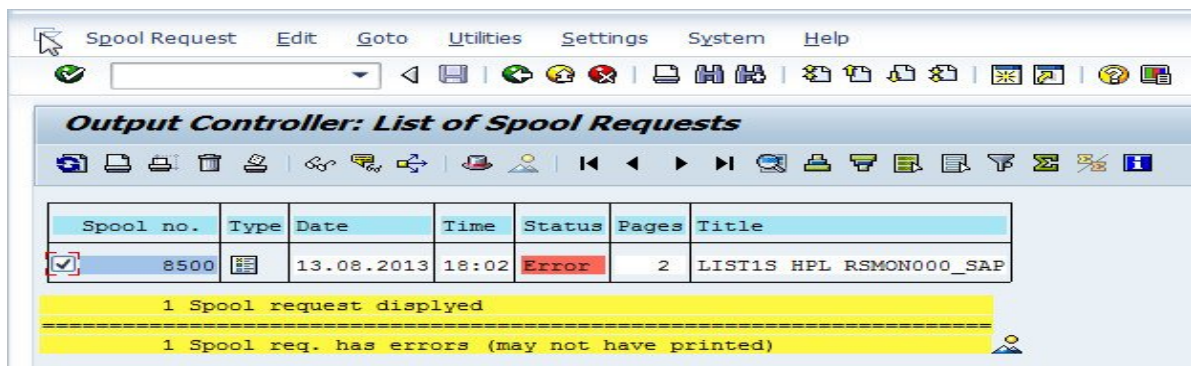 Spool Request Edit Goto Utilities Settings System Help
Output Controller: List of Spool Requests
Spool no. Type Date Time Status Pages Title
8500 13.08.2013 18:02 Error 2 LIST1S HPL RSMON000_SAP
1 Spool request displyed
1 Spool req. has errors (may not have printed)